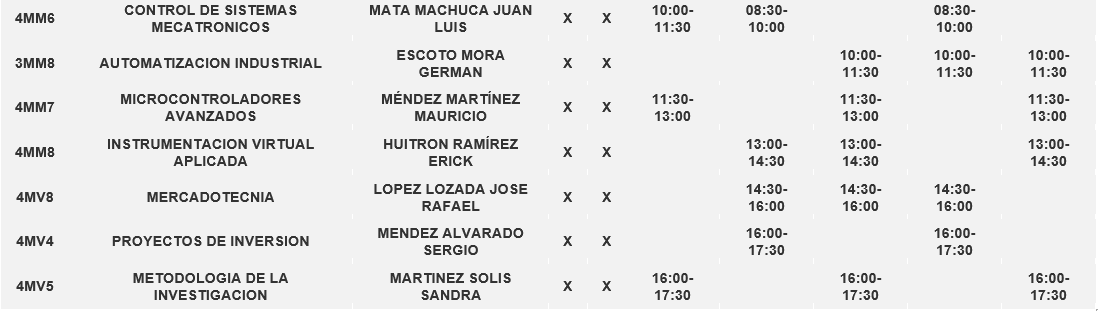 4MM6 CONTROL DE SISTEMAS MECATRONICOS MATA MACHUCA JUAN LUIS X X 10:00-11:30 08:30-10:00 08:30-10:00
3MM8 AUTOMATIZACION INDUSTRIAL ESCOTO MORA GERMAN X X 10:00-11:30 10:00-11:30 10:00-11:30
4MM7 MICROCONTROLADORES AVANZADOS MÉNDEZ MARTÍNEZ MAURICIO X X 11:30-13:00 11:30-13:00 11:30-13:00
4MM8 INSTRUMENTACION VIRTUAL APLICADA HUITRON RAMÍREZ ERICK X X 13:00-14:30 13:00-14:30 13:00-14:30
4MV8 MERCADOTECNIA LOPEZ LOZADA JOSE RAFAEL X X 14:30-16:00 14:30-16:00 14:30-16:00
4MV4 PROYECTOS DE INVERSION MENDEZ ALVARADO SERGIO X X 16:00-17:30 16:00-17:30
4MV5 METODOLOGIA DE LA INVESTIGACION MARTINEZ SOLIS SANDRA X X 16:00-17:30 16:00-17:30 16:00-17:30